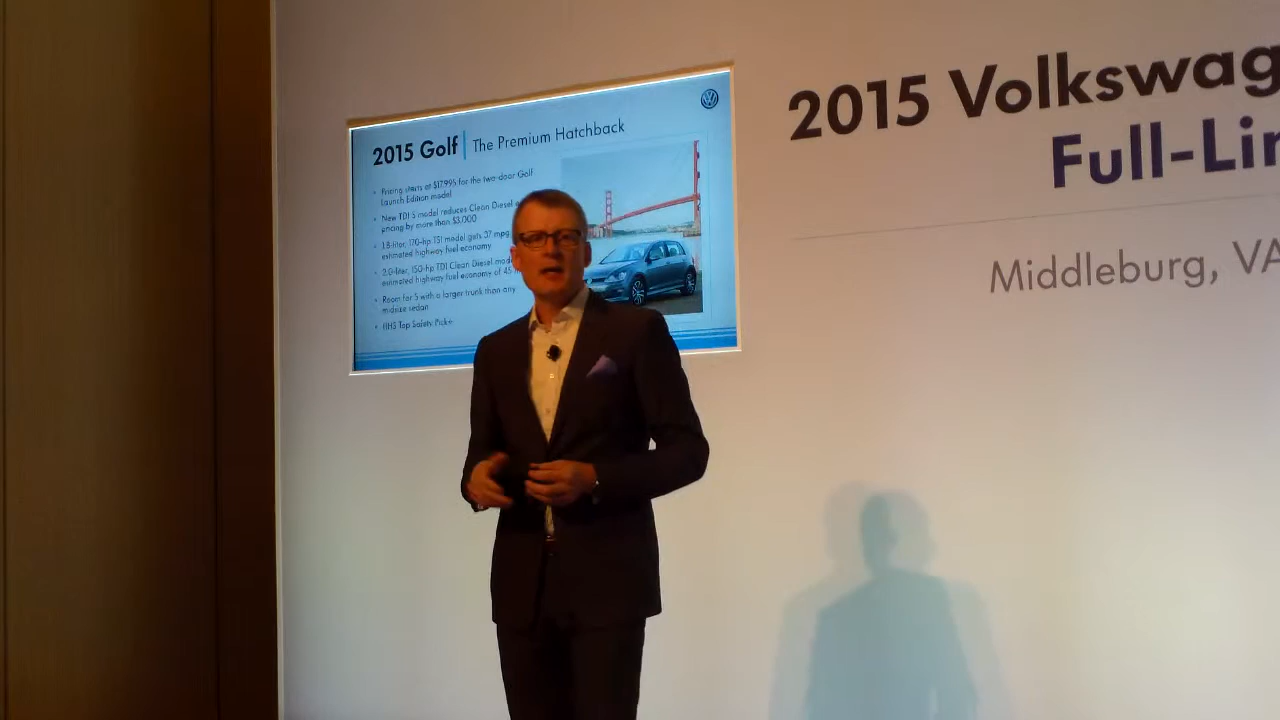 2015 Golf | The Premium Hatchback
• Pricing starts at $17,995 for the two-door Golf
Launch Edition model
• New TDI S model reduces Clean Diesel
pricing by more than $3,000
• 1.8-liter, 170-hp TSI model gets 37 mpg
estimated highway fuel economy
• 2.0-liter, 150-hp TDI Clean Diesel
estimated highway fuel economy of 45
• Room for 5 with a larger trunk than any
midsize sedan
• IIHS Top Safety Pick+
2015 Volkswag
Full-Lin
Middleburg, VA